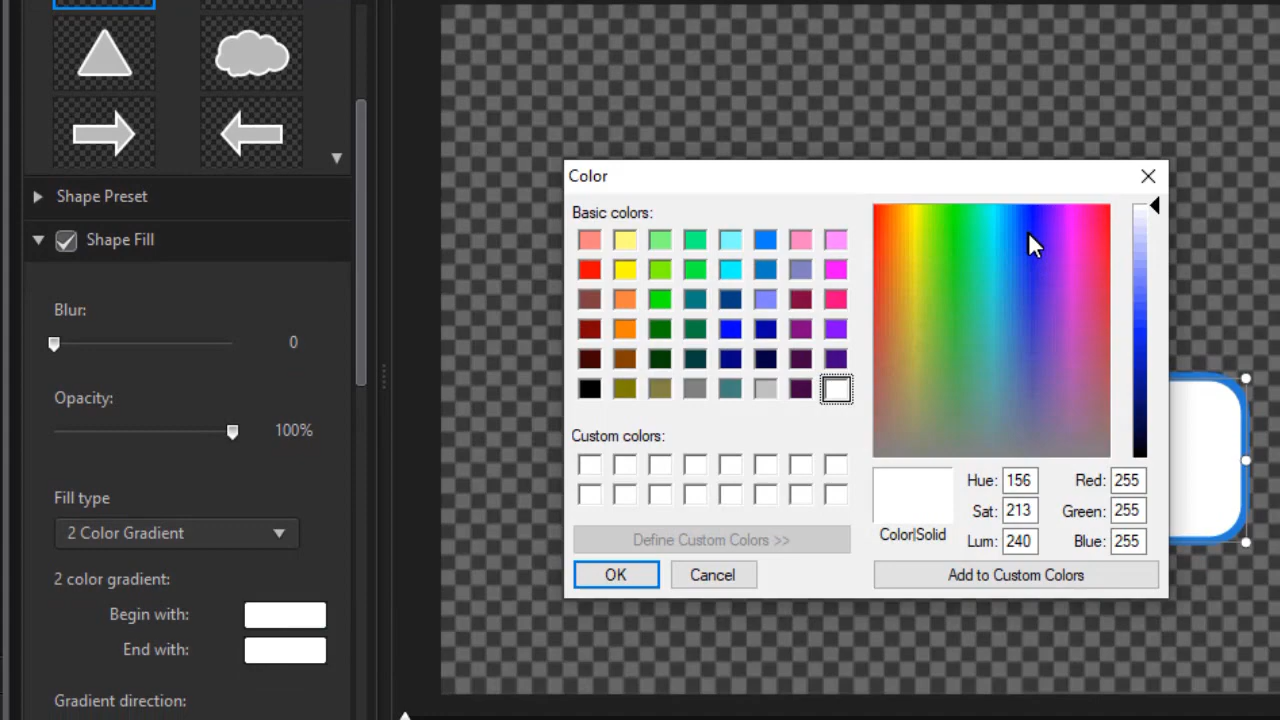 Shape Preset
Shape Fill
Blur:
0
Opacity:
100%
Fill type
2 Color Gradient
2 color gradient:
Begin with:
End with:
Gradient direction:
Color
Basic colors:
Custom colors:
Define Custom Colors >>
OK
Cancel
Color|Solid
Hue: 156
Sat: 213
Lum: 240
Red: 255
Green: 255
Blue: 255
Add to Custom Colors